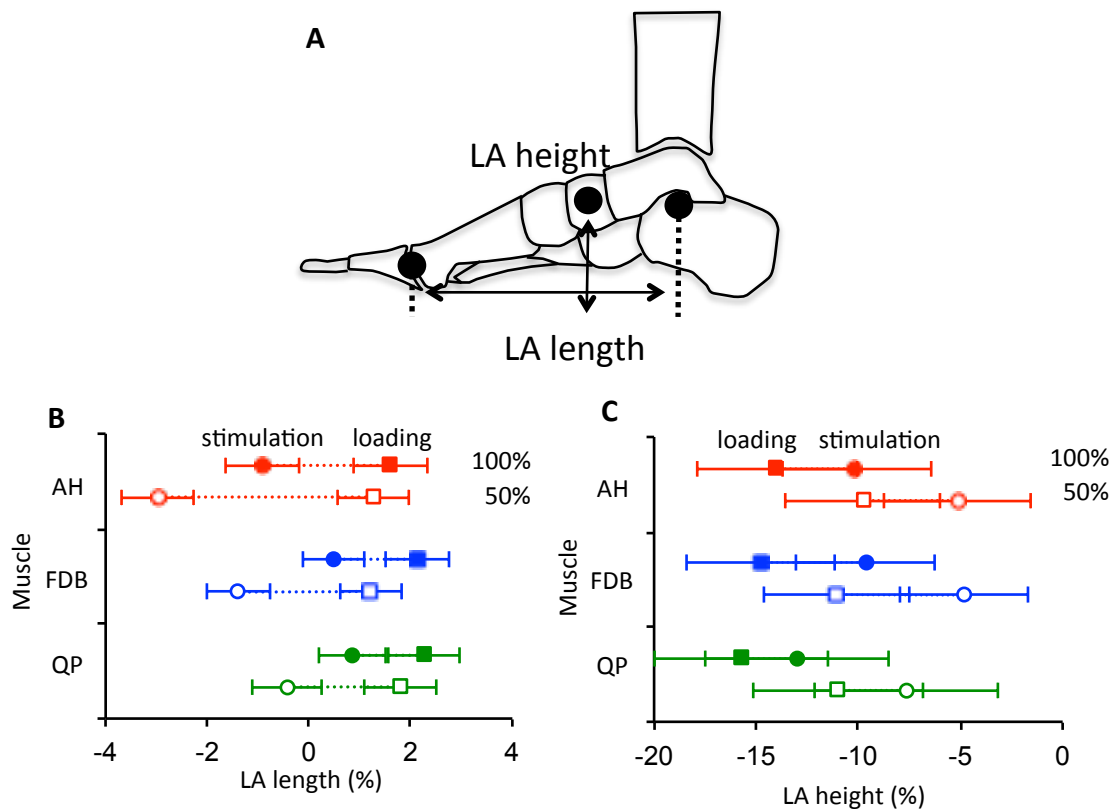 A
LA height
LA length
B
stimulation loading
100%
50%
AH
FDB
QP
Muscle
-4 -2 0 2 4
LA length (%)
C
loading stimulation
100%
50%
AH
FDB
QP
Muscle
-20 -15 -10 -5 0
LA height (%)